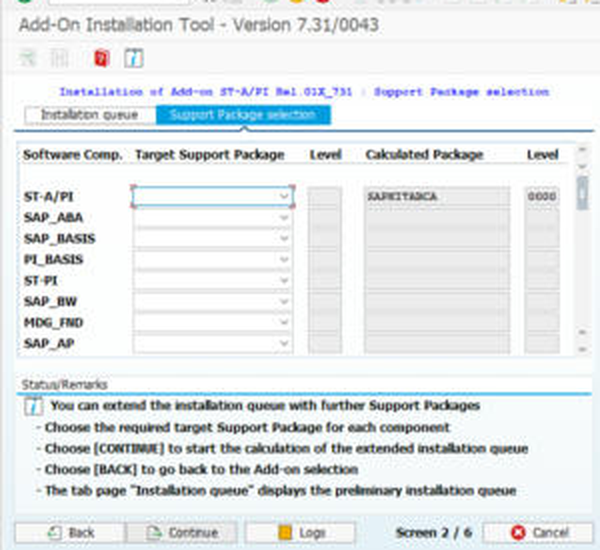 Add-On Installation Tool - Version 7.31/0043
Installation of Add-on ST-A/PI Rel.01X_731 : Support Package selection
Installation queue Support Package selection
Software Comp. Target Support Package Level Calculated Package Level
ST-A/PI 0000
SAP_ABA
SAP_BASIS
PI_BASIS
ST-PI
SAP_BW
MDG_FND
SAP_AP
Status/Remarks
You can extend the installation queue with further Support Packages
- Choose the required target Support Package for each component
- Choose [CONTINUE] to start the calculation of the extended installation queue
- Choose [BACK] to go back to the Add-on selection
- The tab page "Installation queue" displays the preliminary installation queue
Back Continue Logs Screen 2 / 6 Cancel